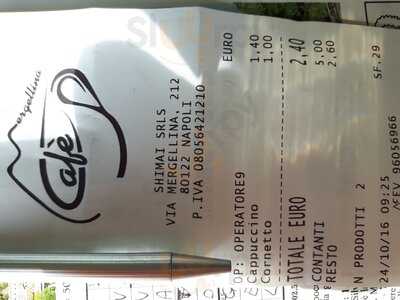 Mergellina
Cafè
SHIMAI SRLS
VIA MERGELLINA, 212
80122 NAPOLI
P.IVA 08056421210
EURO
OP: OPERATORE9
Cappuccino 1,40
Cornetto 1,00
TOTALE EURO 2,40
CONTANTI 5,00
RESTO 2,60
N PRODOTTI 2
24/10/16 09:25 SF.29
96056966